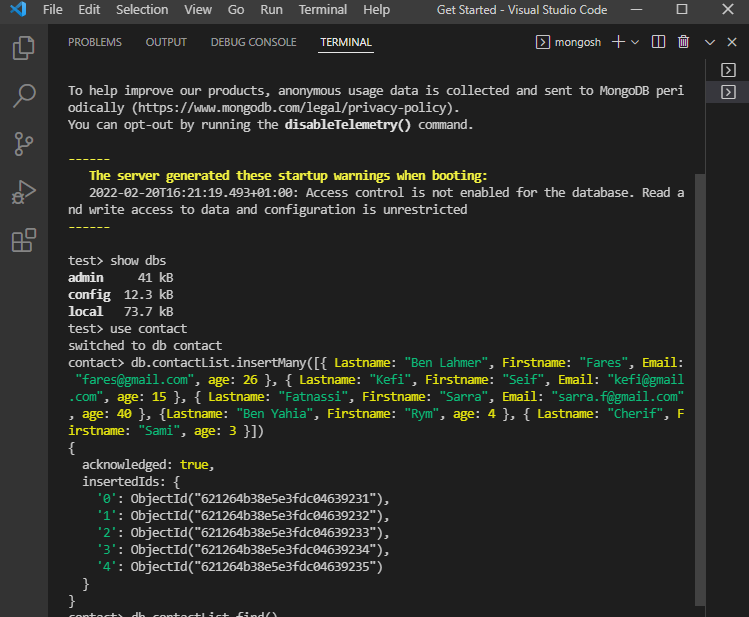 File Edit Selection View Go Run Terminal Help Get Started - Visual Studio Code
PROBLEMS OUTPUT DEBUG CONSOLE TERMINAL mongosh
To help improve our products, anonymous usage data is collected and sent to MongoDB peri
odically (https://www.mongodb.com/legal/privacy-policy).
You can opt-out by running the disableTelemetry() command.
------
The server generated these startup warnings when booting:
2022-02-20T16:21:19.493+01:00: Access control is not enabled for the database. Read a
nd write access to data and configuration is unrestricted
------
test> show dbs
admin 41 kB
config 12.3 kB
local 73.7 kB
test> use contact
switched to db contact
contact> db.contactList.insertMany([{ Lastname: "Ben Lahmer", Firstname: "Fares", Email:
"fares@gmail.com", age: 26 }, { Lastname: "Kefi", Firstname: "Seif", Email: "kefi@gmail
.com", age: 15 }, { Lastname: "Fatnassi", Firstname: "Sarra", Email: "sarra.f@gmail.com"
, age: 40 }, {Lastname: "Ben Yahia", Firstname: "Rym", age: 4 }, { Lastname: "Cherif", F
irstname: "Sami", age: 3 }])
{
acknowledged: true,
insertedIds: {
'0': ObjectId("621264b38e5e3fdc04639231"),
'1': ObjectId("621264b38e5e3fdc04639232"),
'2': ObjectId("621264b38e5e3fdc04639233"),
'3': ObjectId("621264b38e5e3fdc04639234"),
'4': ObjectId("621264b38e5e3fdc04639235")
}
}
contact> db.contactList.find()